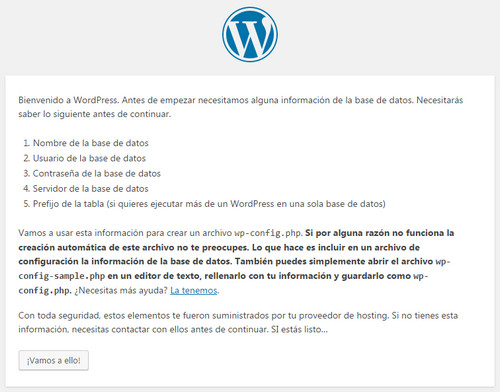 Bienvenido a WordPress. Antes de empezar necesitamos alguna información de la base de datos. Necesitarás
saber lo siguiente antes de continuar.
1. Nombre de la base de datos
2. Usuario de la base de datos
3. Contraseña de la base de datos
4. Servidor de la base de datos
5. Prefijo de la tabla (si quieres ejecutar más de un WordPress en una sola base de datos)
Vamos a usar esta información para crear un archivo wp-config.php. Si por alguna razón no funciona la
creación automática de este archivo no te preocupes. Lo que hace es incluir en un archivo de
configuración la información de la base de datos. También puedes simplemente abrir el archivo wp-
config-sample.php en un editor de texto, rellenarlo con tu información y guardarlo como wp-
config.php. ¿Necesitas más ayuda? La tenemos.
Con toda seguridad, estos elementos te fueron suministrados por tu proveedor de hosting. Si no tienes esta
información, necesitas contactar con ellos antes de continuar. SI estás listo...
¡Vamos a ello!